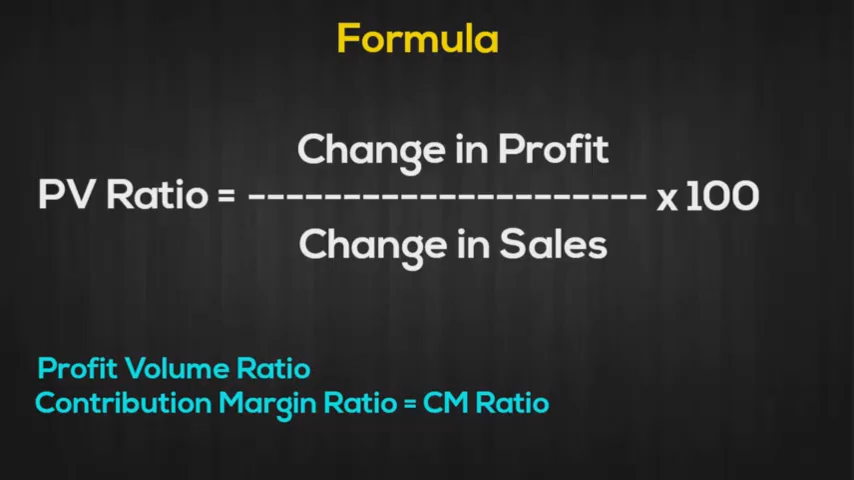 Formula
Change in Profit
PV Ratio = --------------------- x 100
Change in Sales
Profit Volume Ratio
Contribution Margin Ratio = CM Ratio